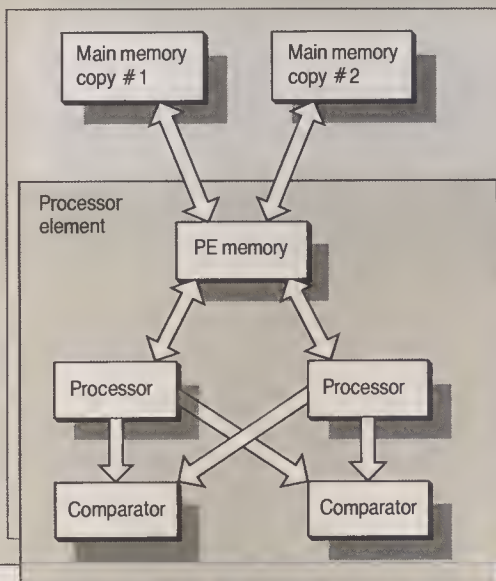 Main memory
copy #1
Main memory
copy #2
Processor
element
PE memory
Processor
Processor
Comparator
Comparator